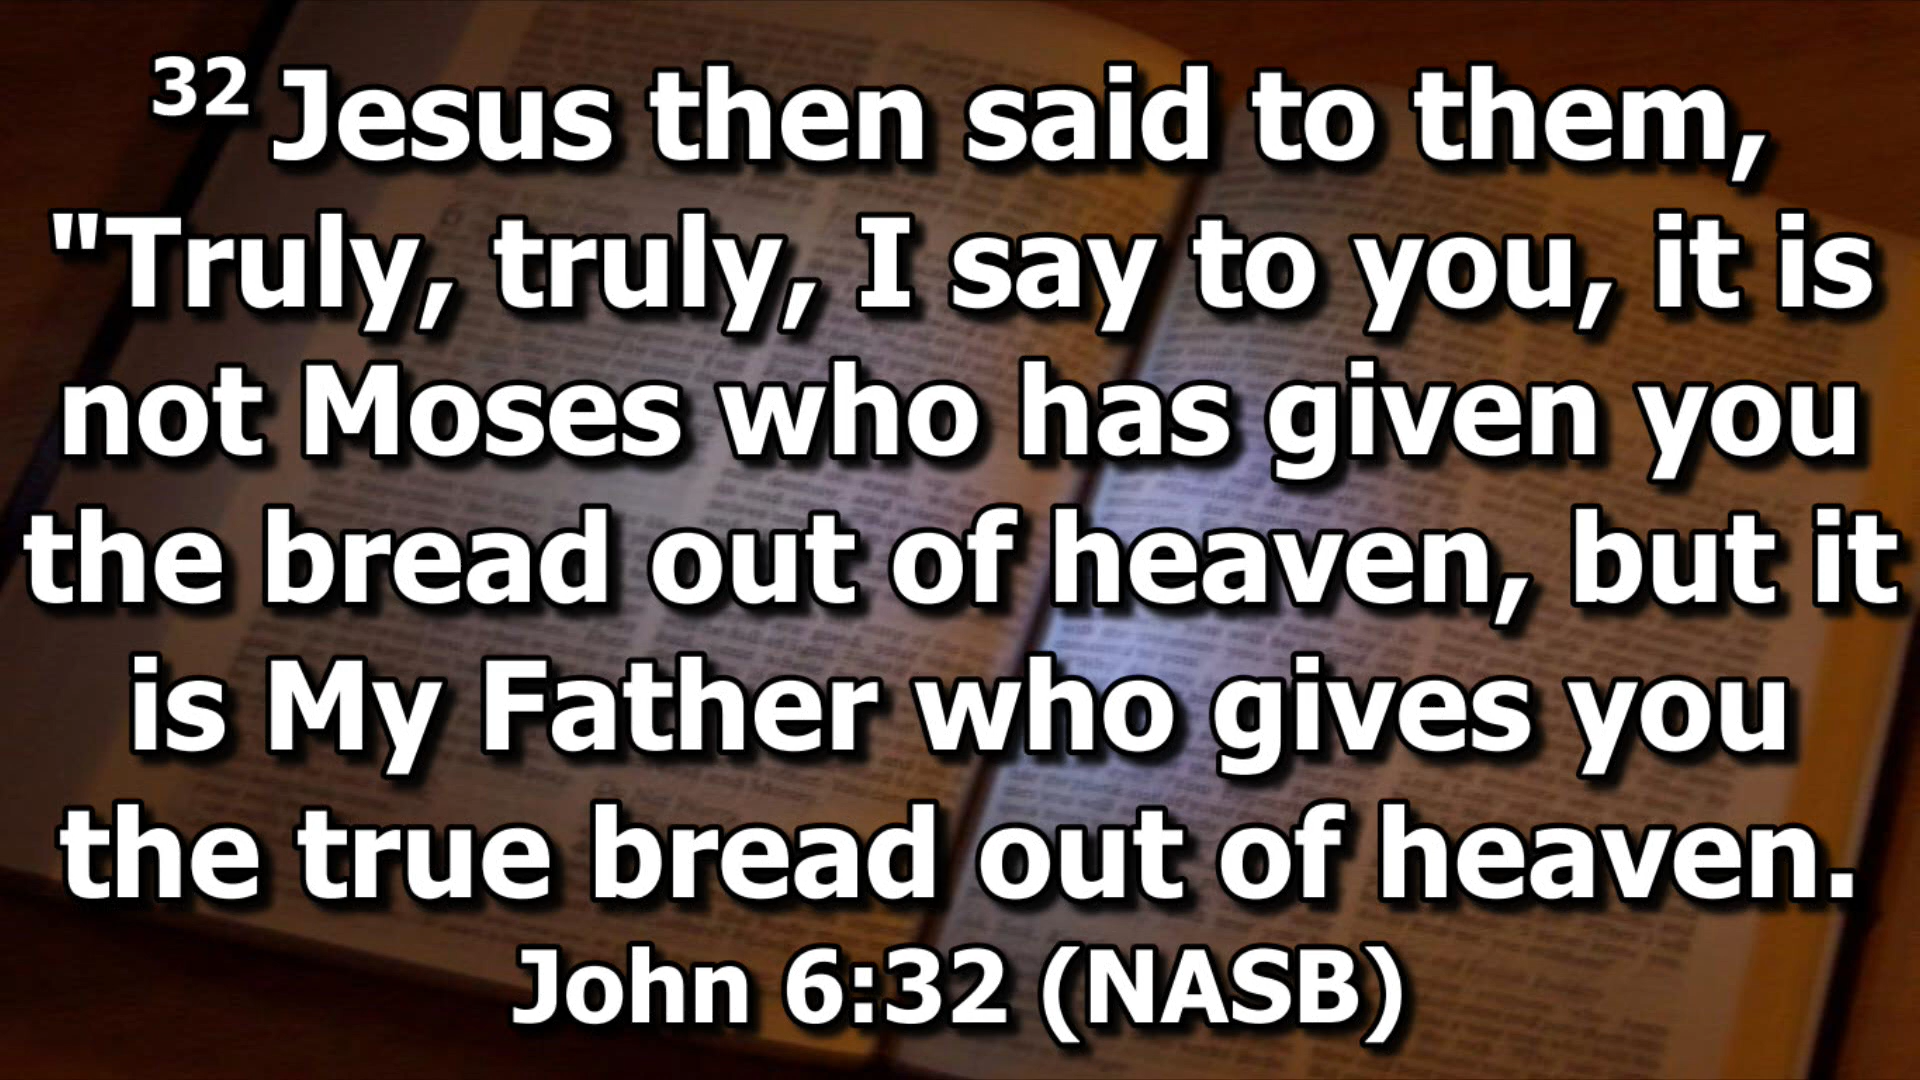 32 Jesus then said to them,
"Truly, truly, I say to you, it is
not Moses who has given you
the bread out of heaven, but it
is My Father who gives you
the true bread out of heaven.
John 6:32 (NASB)